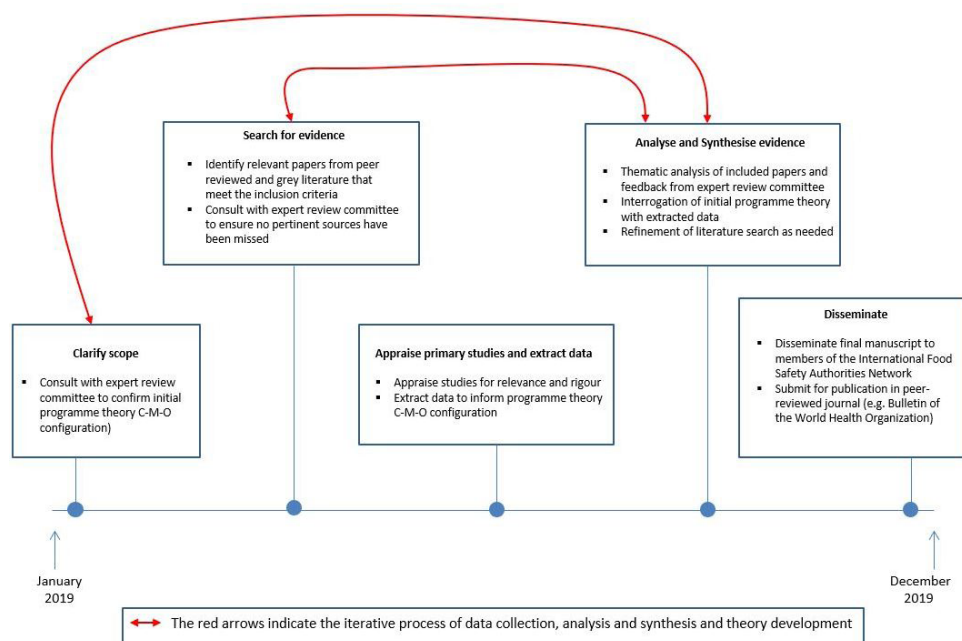 Search for evidence
▪ Identify relevant papers from peer
reviewed and grey literature that
meet the inclusion criteria
▪ Consult with expert review committee
to ensure no pertinent sources have
been missed
Analyse and Synthesise evidence
▪ Thematic analysis of included papers and
feedback from expert review committee
▪ Interrogation of initial programme theory
with extracted data
▪ Refinement of literature search as needed
Clarify scope
▪ Consult with expert review
committee to confirm initial
programme theory C-M-O
configuration)
Appraise primary studies and extract data
▪ Appraise studies for relevance and rigour
▪ Extract data to inform programme theory
C-M-O configuration
Disseminate
▪ Disseminate final manuscript to
members of the International Food
Safety Authorities Network
▪ Submit for publication in peer-
reviewed journal (e.g. Bulletin of
the World Health Organization)
January
2019
December
2019
The red arrows indicate the iterative process of data collection, analysis and synthesis and theory development